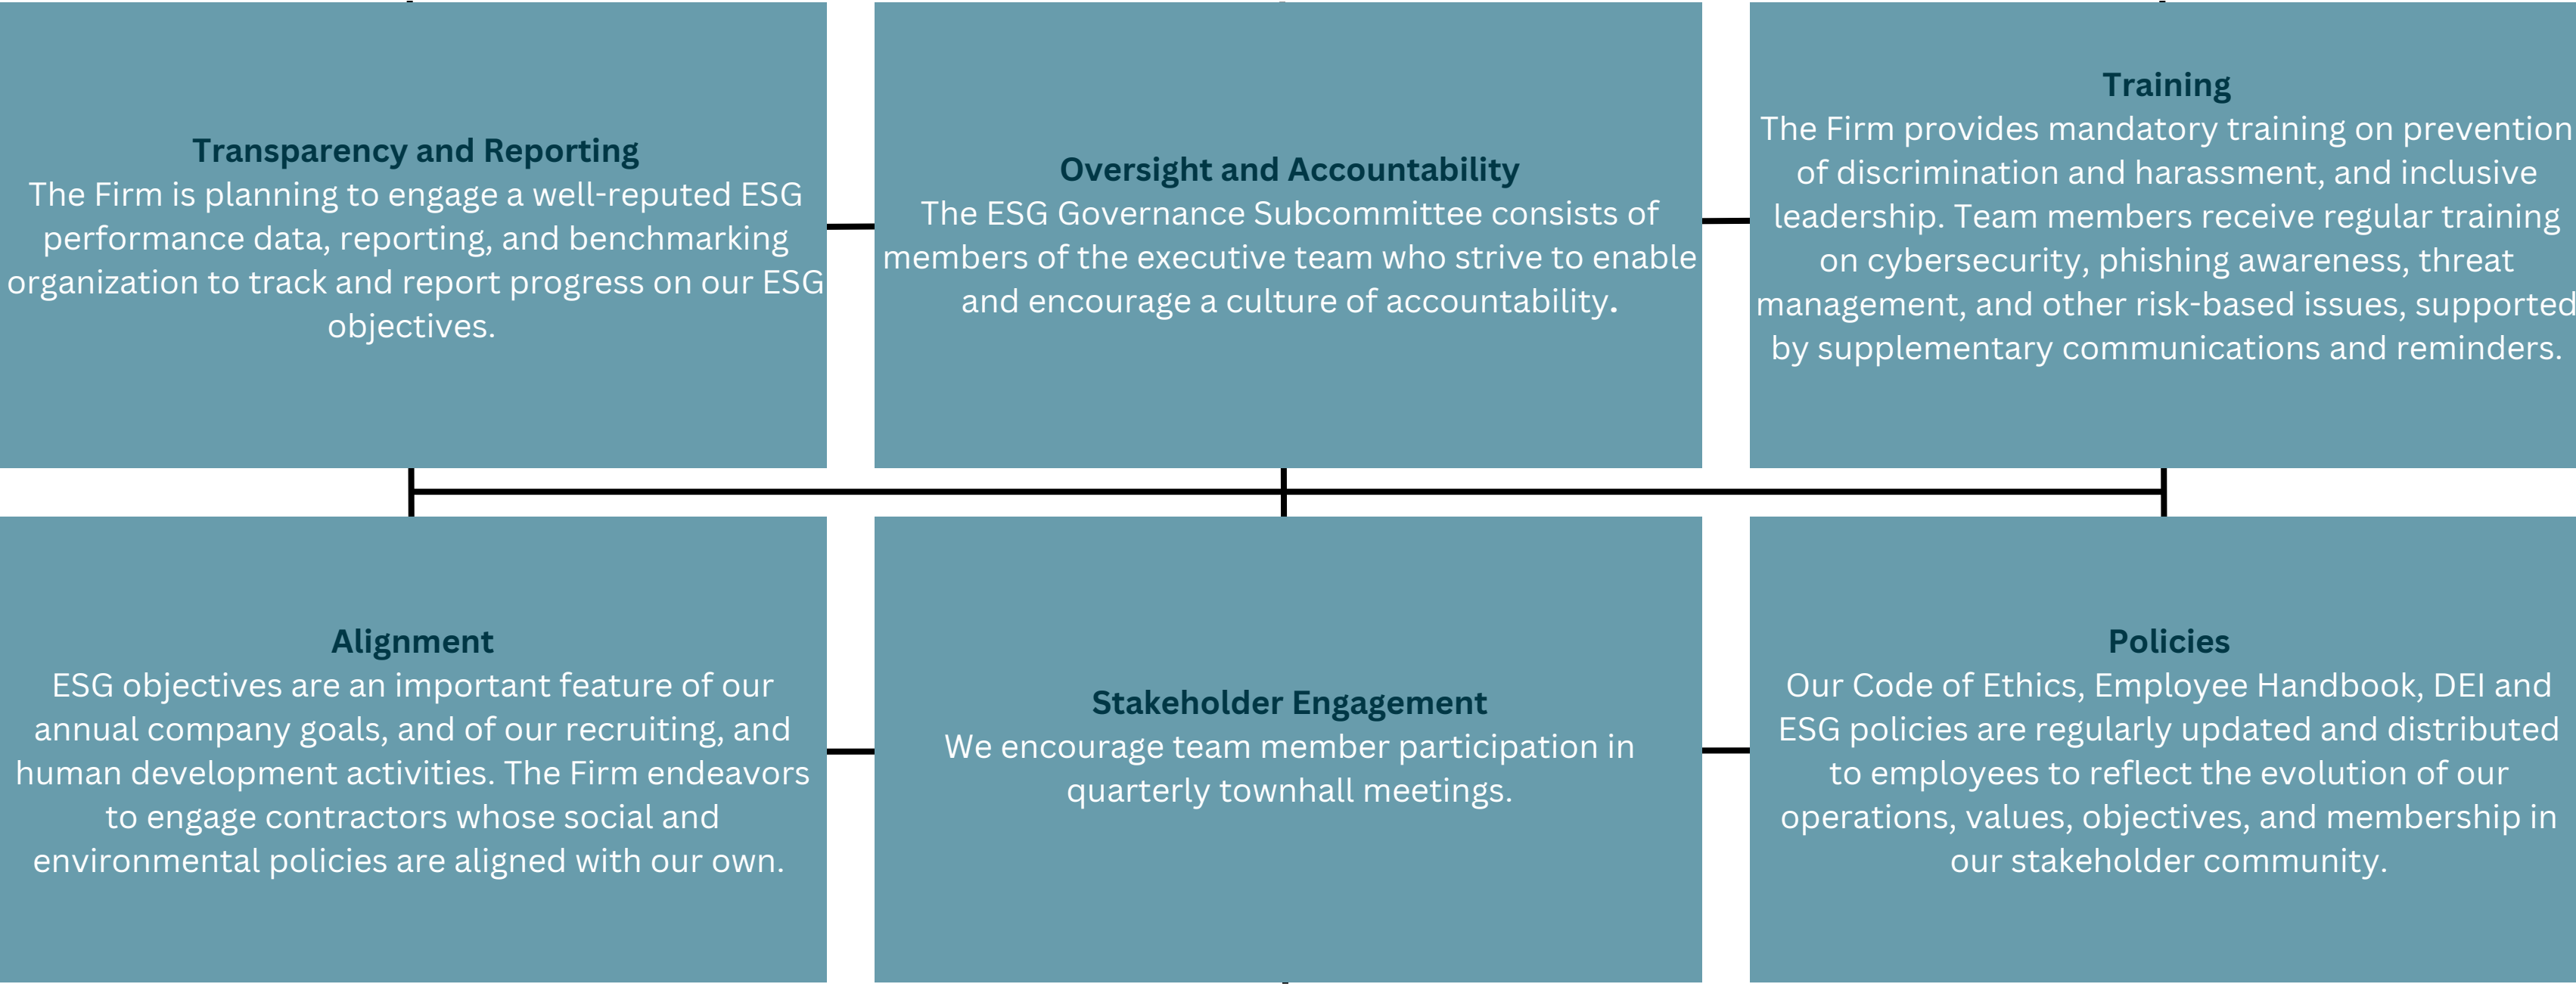 Transparency and Reporting
The Firm is planning to engage a well-reputed ESG
performance data, reporting, and benchmarking
organization to track and report progress on our ESG
objectives.
Oversight and Accountability
The ESG Governance Subcommittee consists of
members of the executive team who strive to enable
and encourage a culture of accountability.
Training
The Firm provides mandatory training on prevention
of discrimination and harassment, and inclusive
leadership. Team members receive regular training
on cybersecurity, phishing awareness, threat
management, and other risk-based issues, supported
by supplementary communications and reminders.
Alignment
ESG objectives are an important feature of our
annual company goals, and of our recruiting, and
human development activities. The Firm endeavors
to engage contractors whose social and
environmental policies are aligned with our own.
Stakeholder Engagement
We encourage team member participation in
quarterly townhall meetings.
Policies
Our Code of Ethics, Employee Handbook, DEI and
ESG policies are regularly updated and distributed
to employees to reflect the evolution of our
operations, values, objectives, and membership in
our stakeholder community.